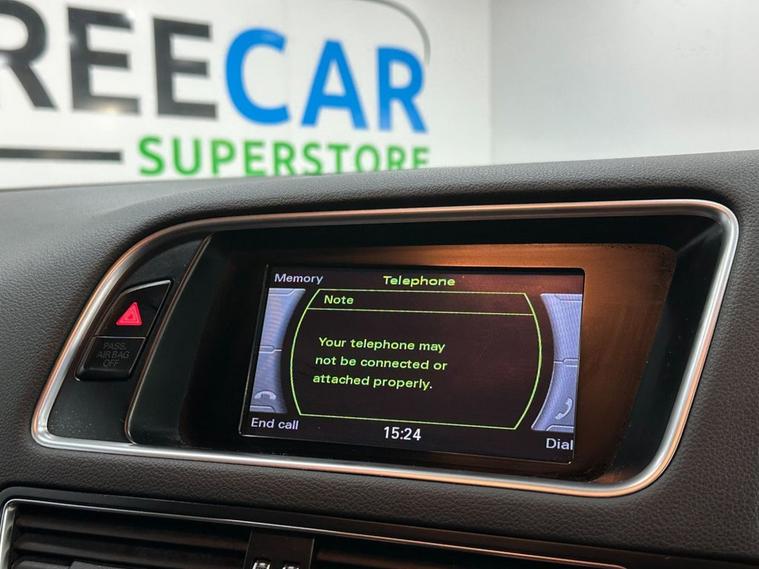 REECAR
SUPERSTORE
Memory
Telephone
Note
Your telephone may
not be connected or
attached properly.
End call
15:24
Dial
PASS.
AIR BAG
OFF